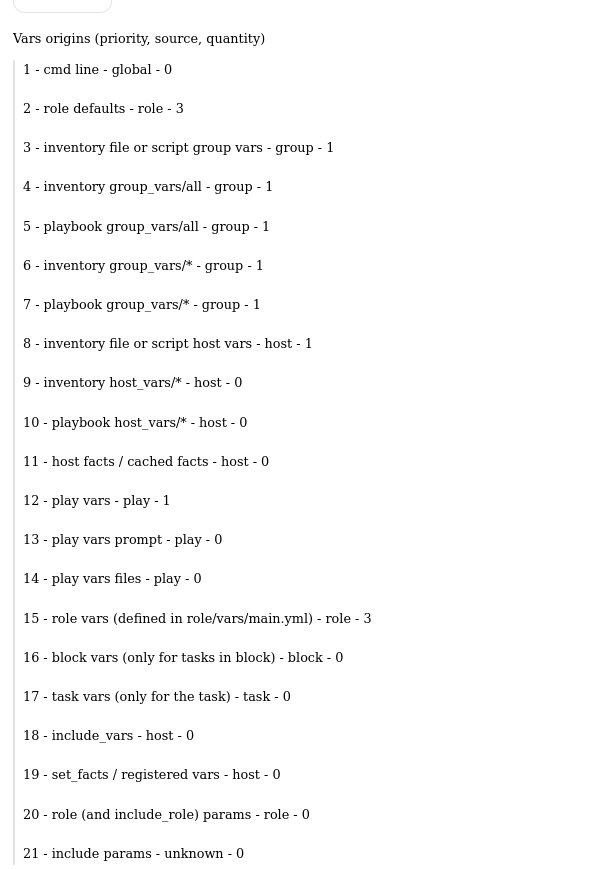 Vars origins (priority, source, quantity)
1 - cmd line - global - 0
2 - role defaults - role - 3
3 - inventory file or script group vars - group - 1
4 - inventory group_vars/all - group - 1
5 - playbook group_vars/all - group - 1
6 - inventory group_vars/* - group - 1
7 - playbook group_vars/* - group - 1
8 - inventory file or script host vars - host - 1
9 - inventory host_vars/* - host - 0
10 - playbook host_vars/* - host - 0
11 - host facts / cached facts - host - 0
12 - play vars - play - 1
13 - play vars prompt - play - 0
14 - play vars files - play - 0
15 - role vars (defined in role/vars/main.yml) - role - 3
16 - block vars (only for tasks in block) - block - 0
17 - task vars (only for the task) - task - 0
18 - include_vars - host - 0
19 - set_facts / registered vars - host - 0
20 - role (and include_role) params - role - 0
21 - include params - unknown - 0